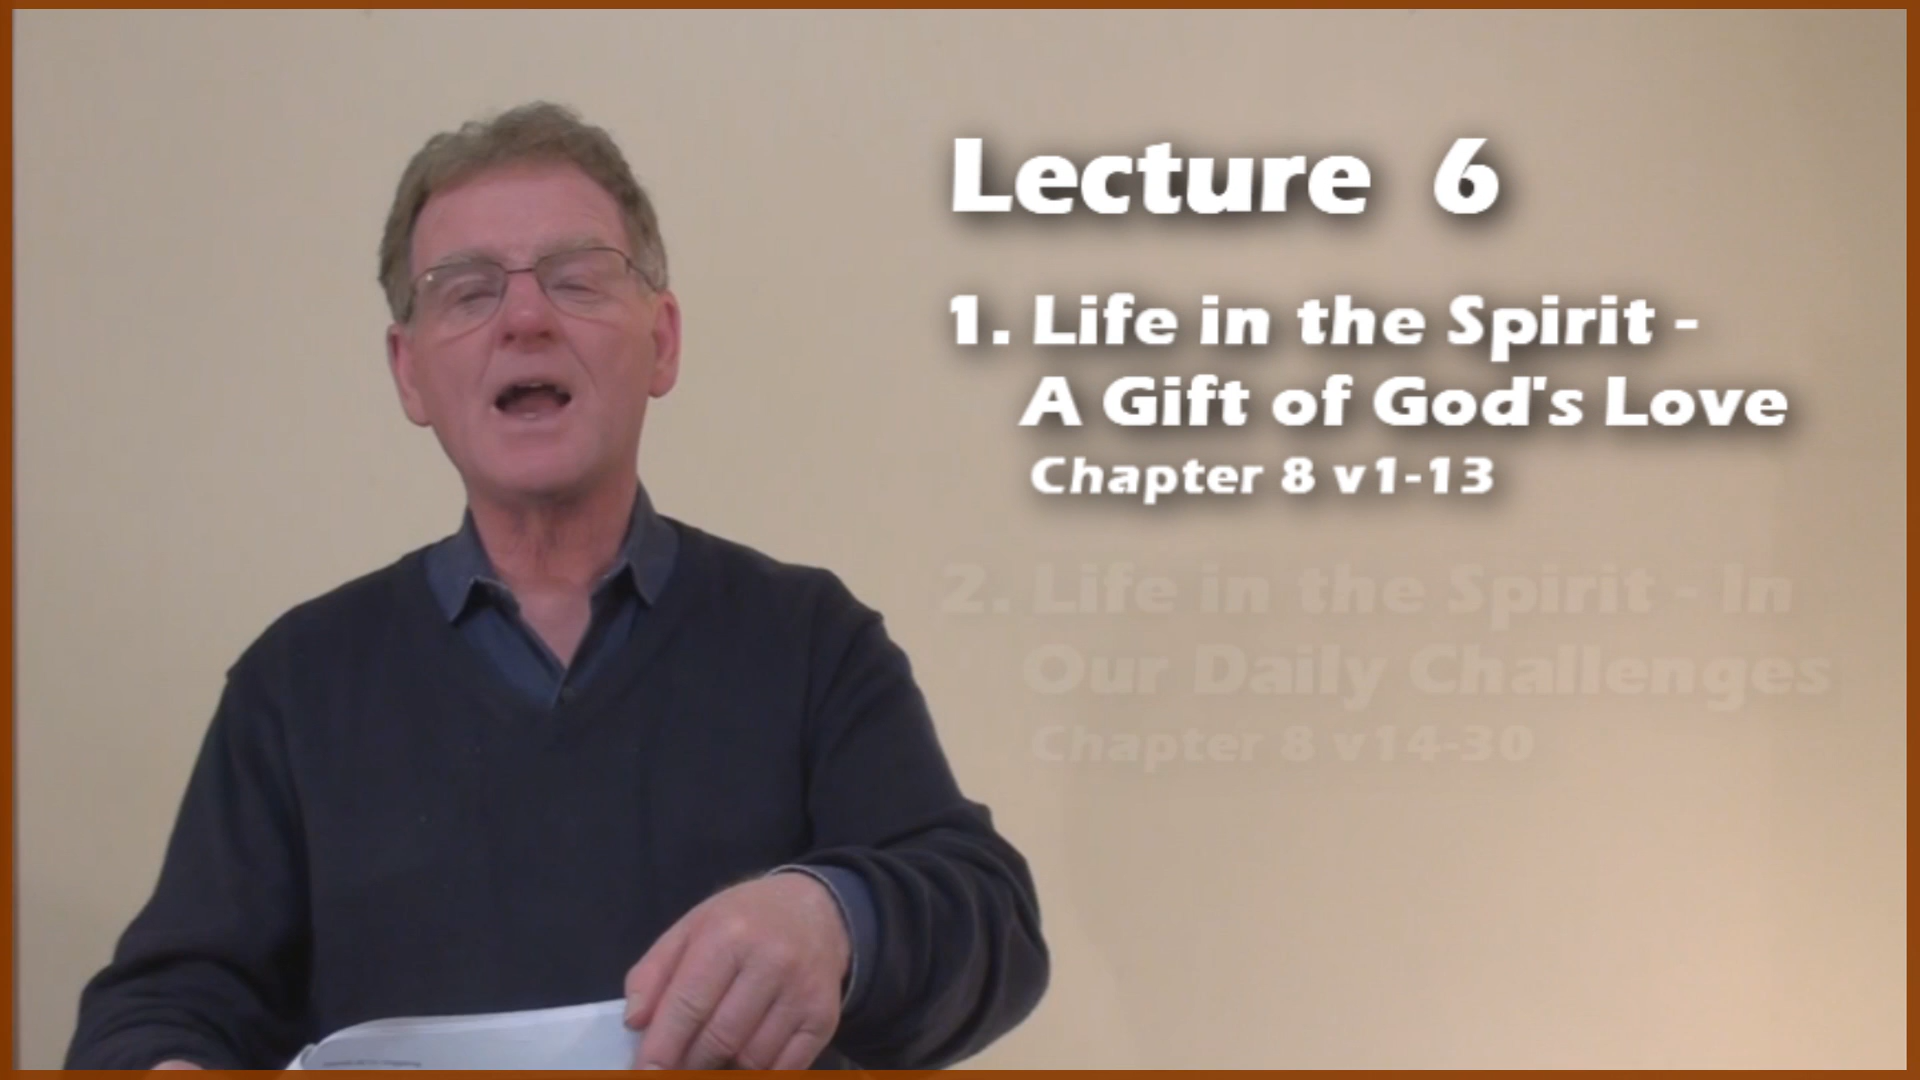 Lecture 6
1. Life in the Spirit -
A Gift of God's Love
Chapter 8 v1-13
2. Life in the Spirit - In
Our Daily Challenges
Chapter 8 v14-30